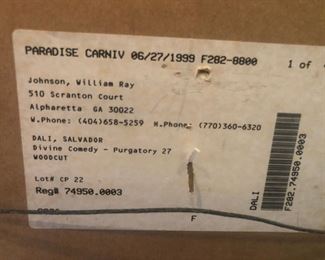 PARADISE CARNIV 06/27/1999 F282-8800 1 of
Johnson, William Ray
510 Scranton Court
Alpharetta GA 30022
W.Phone: (404)658-5259 H.Phone: (770)360-6320
DALI, SALVADOR
Divine Comedy - Purgatory 27
WOODCUT
Lot# CP 22
Reg# 74950.0003
F
DALI
F282.74950.0003